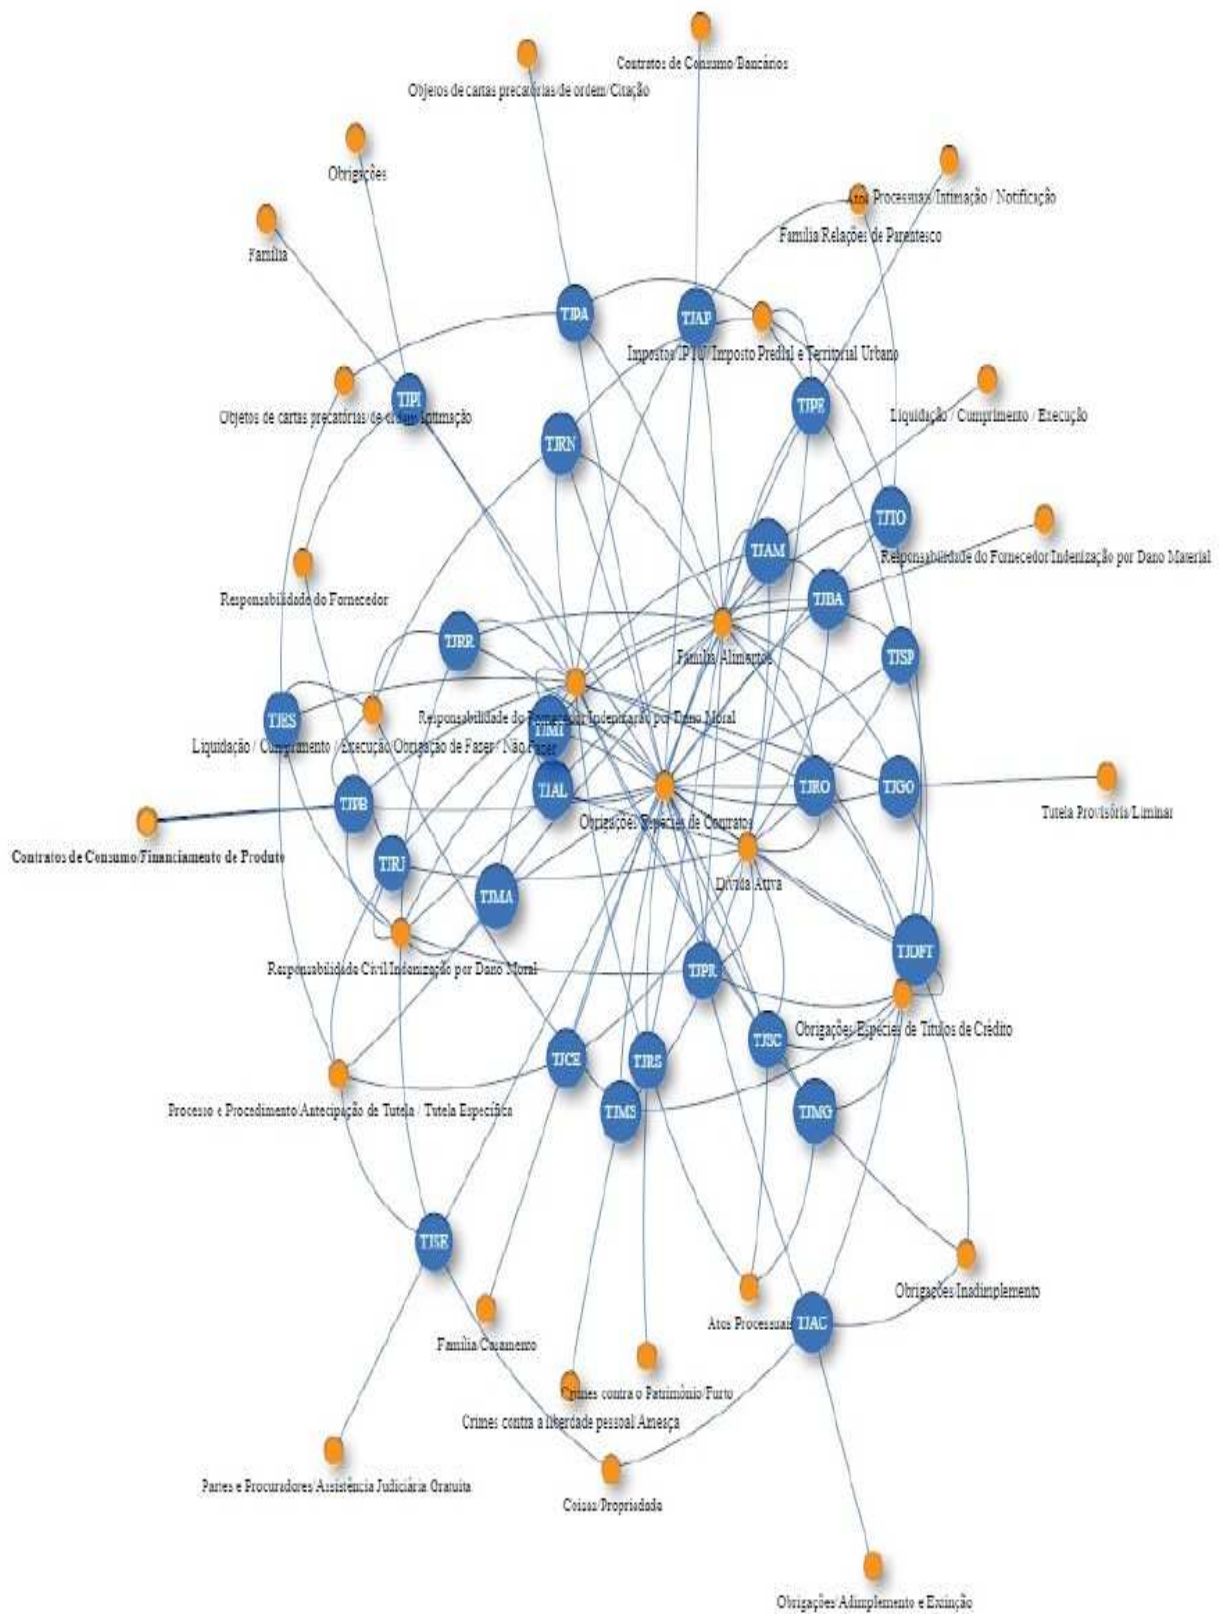 Contratos de Consumo/Bancários
Objetos de cartas precatórias/de ordem/Citação
Obrigações
Atos Processuais/Intimação / Notificação
Família/Relações de Parentesco
Família
TJPA
TJAP
Impostos/IPTU/ Imposto Predial e Territorial Urbano
TJPI
TJPE
Liquidação / Cumprimento / Execução
Objetos de cartas precatórias/de ordem/Intimação
TJRN
TJTO
TJAM
Responsabilidade do Fornecedor/Indenização por Dano Material
Responsabilidade do Fornecedor
TJBA
TJRR
Família/Alimentos
TJSP
TJES
Responsabilidade do Fornecedor/Indenização por Dano Moral
TJMT
Liquidação / Cumprimento / Execução/Obrigação de Fazer / Não Fazer
TJPB
TJAL
TJRO
TJGO
Tutela Provisória/Liminar
Obrigações/Espécies de Contratos
Contratos de Consumo/Financiamento de Produto
TJRJ
Dívida Ativa
TJMA
TJDFT
Responsabilidade Civil/Indenização por Dano Moral
TJPR
Obrigações/Espécies de Títulos de Crédito
TJSC
TJCE
TJRS
Processo e Procedimento/Antecipação de Tutela / Tutela Específica
TJMS
TJMG
TJSE
Obrigações/Inadimplemento
Atos Processuais
TJAC
Família/Casamento
Crimes contra o Patrimônio/Furto
Crimes contra a liberdade pessoal/Ameaça
Partes e Procuradores/Assistência Judiciária Gratuita
Coisas/Propriedade
Obrigações/Adimplemento e Extinção